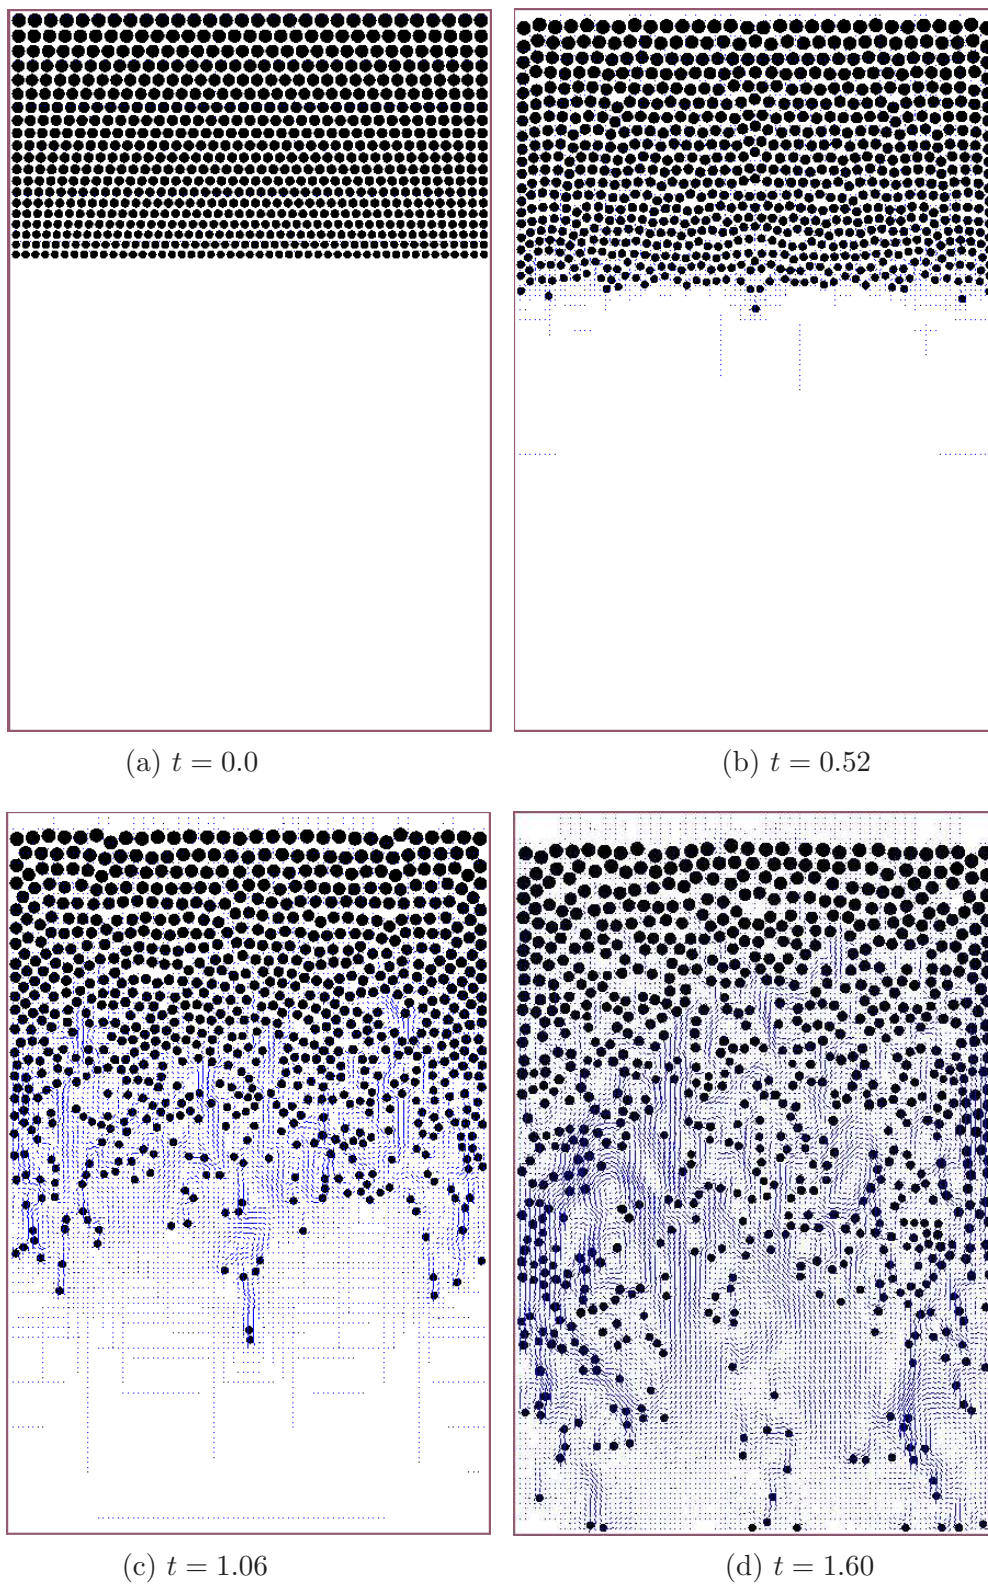 (a) t = 0.0
(b) t = 0.52
(c) t = 1.06
(d) t = 1.60